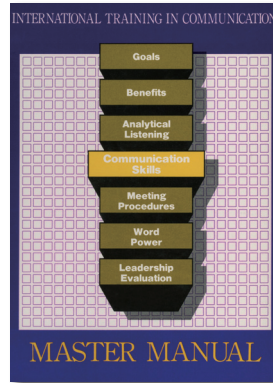 INTERNATIONAL TRAINING IN COMMUNICATION
Goals
Benefits
Analytical
Listening
Communication
Skills
Meeting
Procedures
Word
Power
Leadership
Evaluation
MASTER MANUAL